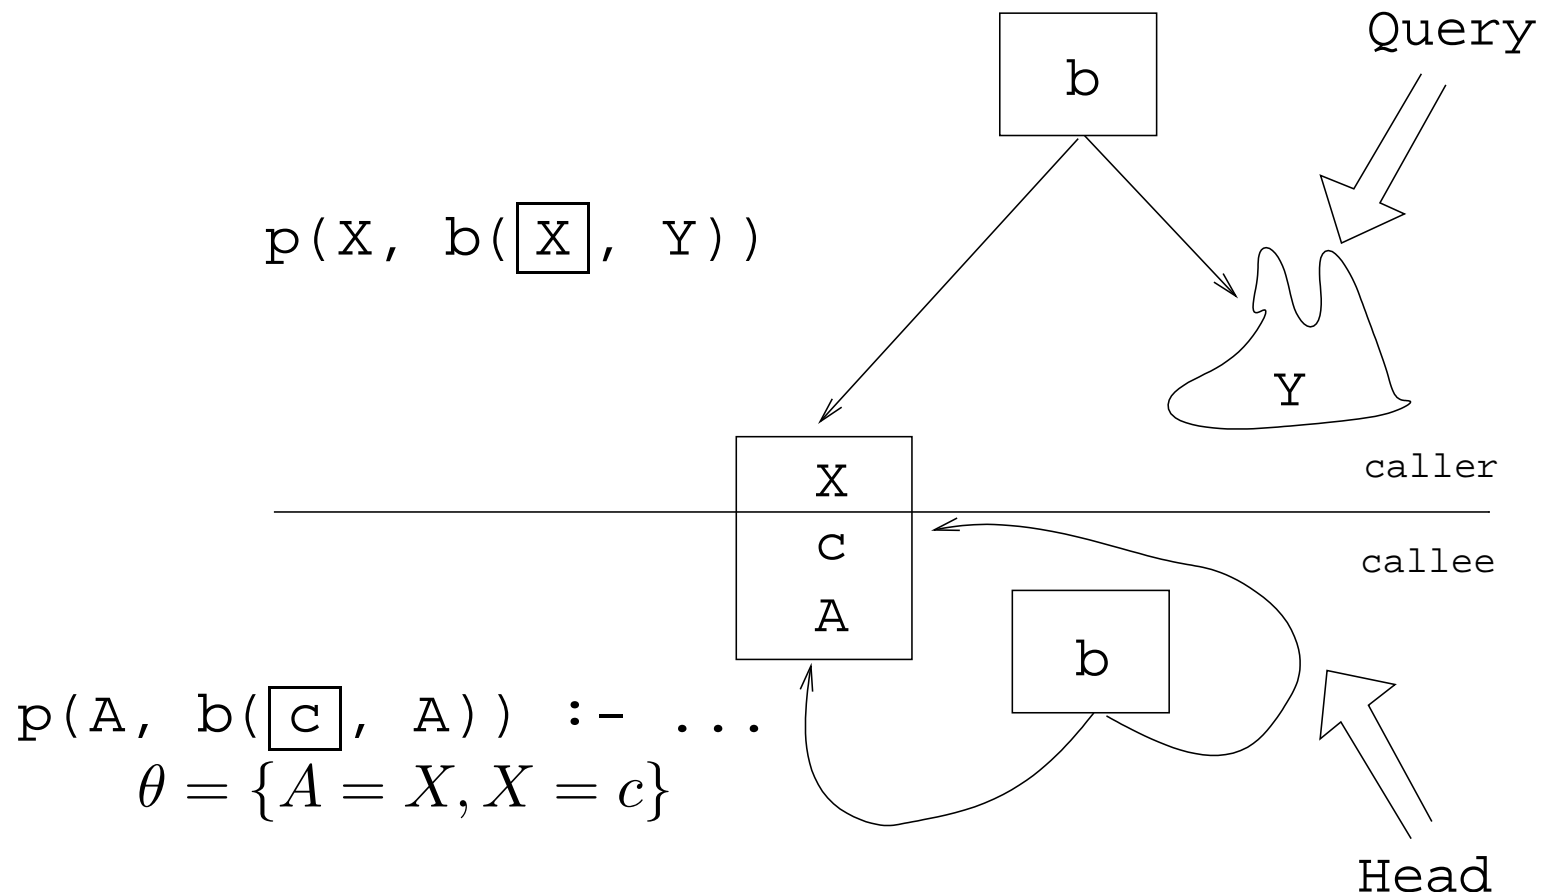 Query
b
p(X, b(X, Y))
Y
caller
X
c
callee
A
b
p(A, b(c, A)) :- ...
θ = {A = X, X = c}
Head